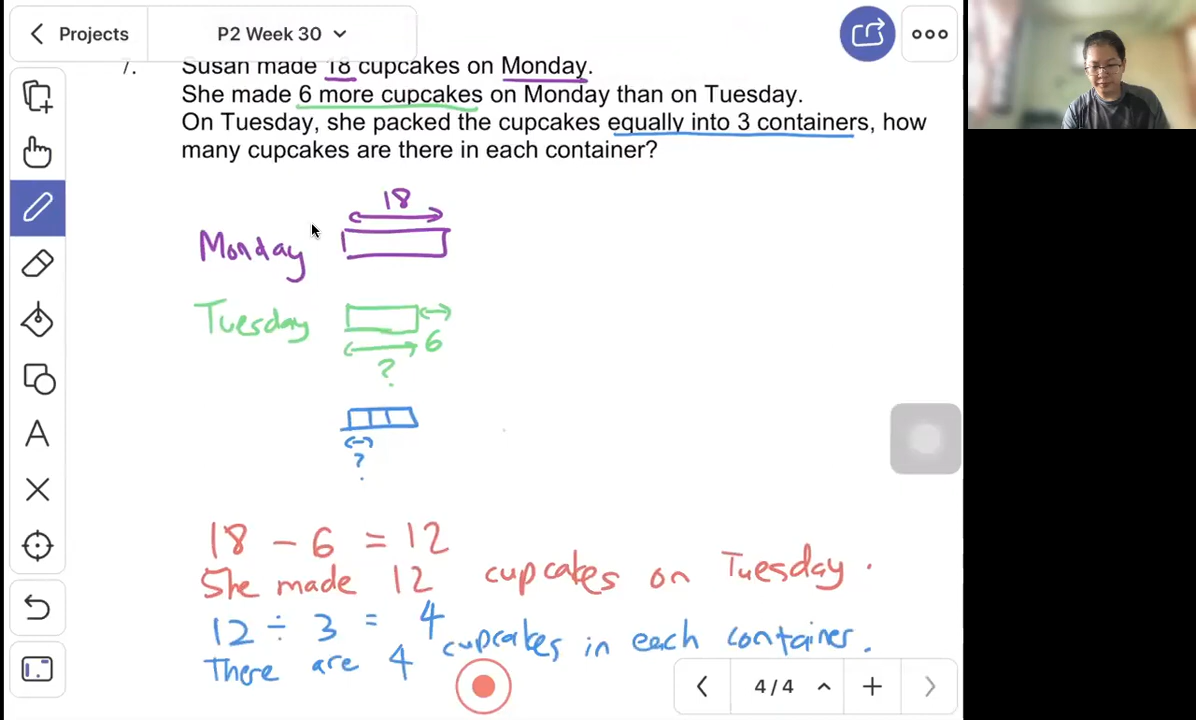 Projects
P2 Week 30
7. Susan made 18 cupcakes on Monday.
She made 6 more cupcakes on Monday than on Tuesday.
On Tuesday, she packed the cupcakes equally into 3 containers, how
many cupcakes are there in each container?
18
Monday
Tuesday
6
?
?
18 - 6 = 12
She made 12 cupcakes on Tuesday.
12 ÷ 3 = 4
There are 4 cupcakes in each container.
4/4